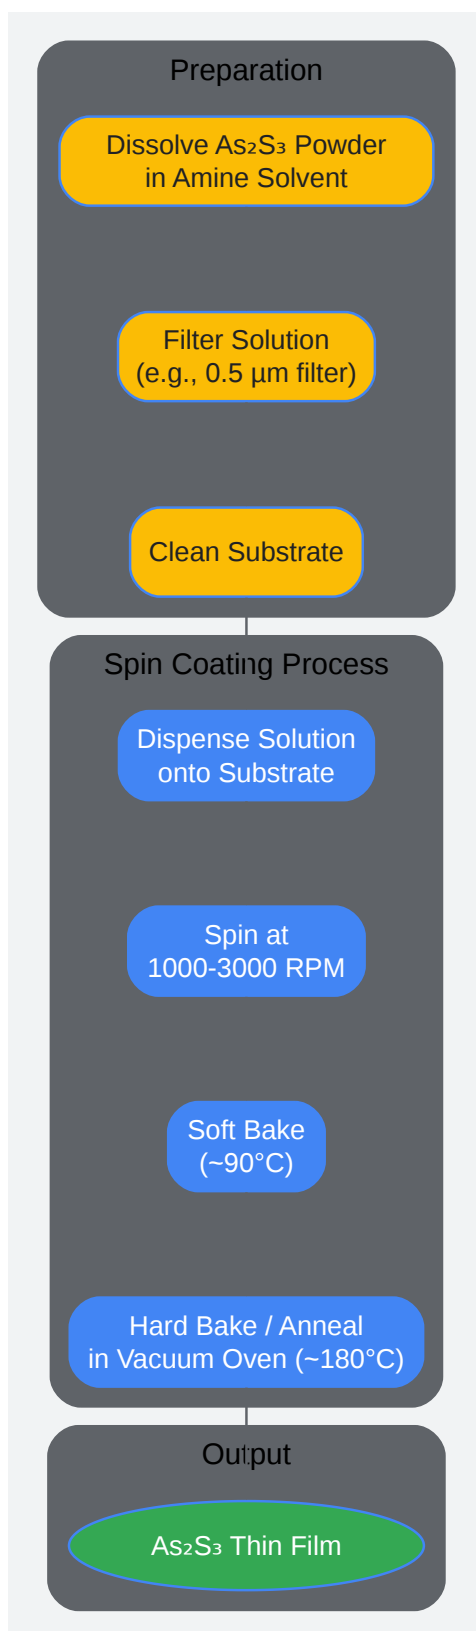 Preparation
Dissolve As₂S₃ Powder
in Amine Solvent
Filter Solution
(e.g., 0.5 µm filter)
Clean Substrate
Spin Coating Process
Dispense Solution
onto Substrate
Spin at
1000-3000 RPM
Soft Bake
(~90°C)
Hard Bake / Anneal
in Vacuum Oven (~180°C)
Output
As₂S₃ Thin Film